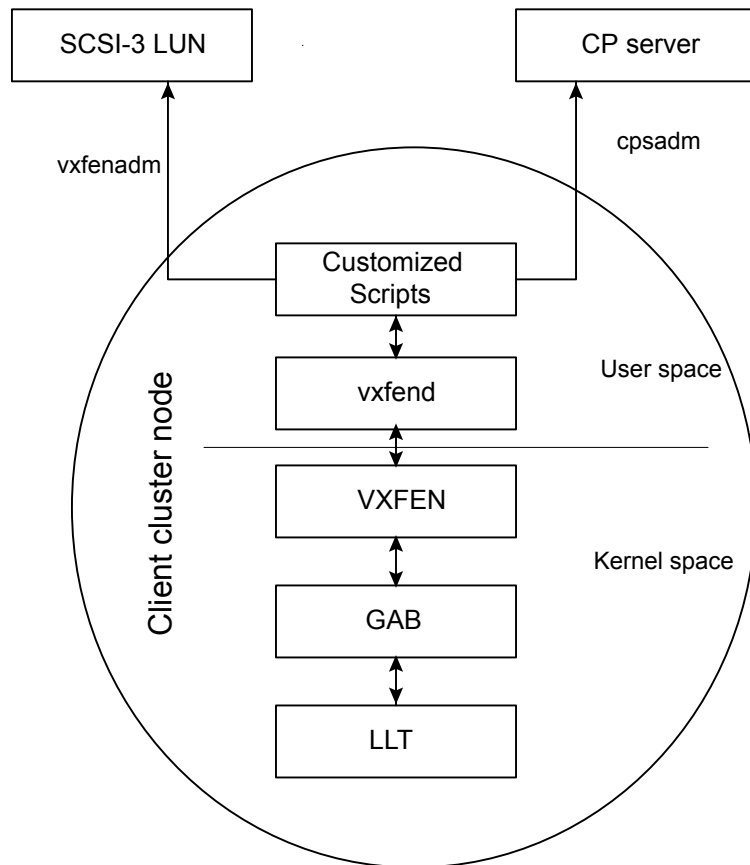 SCSI-3 LUN
CP server
vxfenadm
cpsadm
Customized
Scripts
vxfend
User space
Client cluster node
VXFEN
Kernel space
GAB
LLT